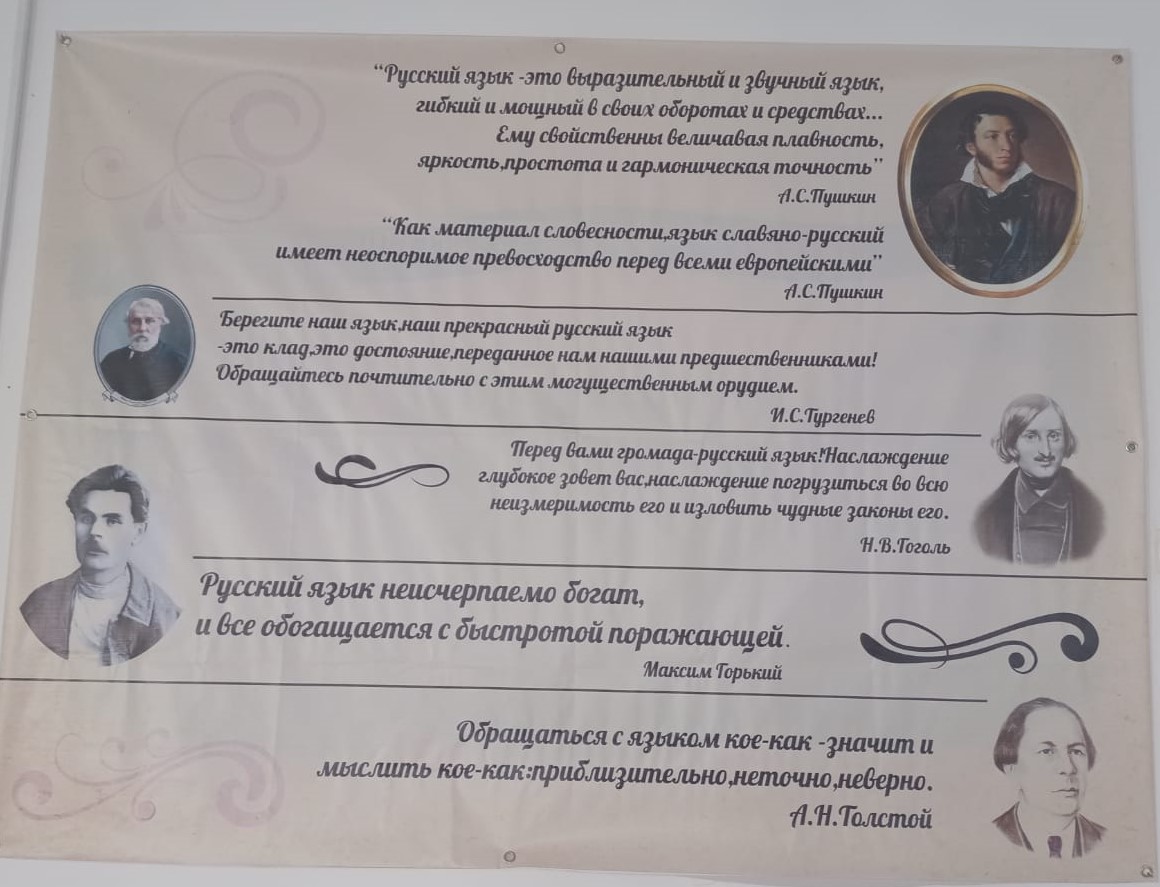 “Русский язык -это выразительный и звучный язык,
гибкий и мощный в своих оборотах и средствах...
Ему свойственны величавая плавность,
яркость,простота и гармоническая точность”
А.С.Пушкин
“Как материал словесности,язык славяно-русский
имеет неоспоримое превосходство перед всеми европейскими”
А.С.Пушкин
Берегите наш язык,наш прекрасный русский язык
-это клад,это достояние,переданное нам нашими предшественниками!
Обращайтесь почтительно с этим могущественным орудием.
И.С.Тургенев
Перед вами громада-русский язык!Наслаждение
глубокое зовет вас,наслаждение погрузиться во всю
неизмеримость его и изловить чудные законы его.
Н.В.Гоголь
Русский язык неисчерпаемо богат,
и все обогащается с быстротой поражающей.
Максим Горький
Обращаться с языком кое-как -значит и
мыслить кое-как:приблизительно,неточно,неверно.
А.Н.Толстой